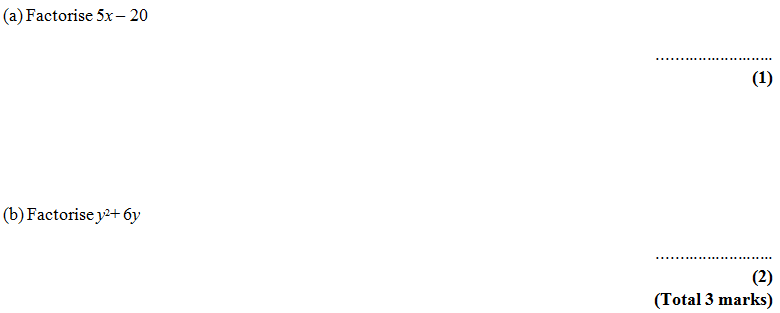 (a) Factorise 5x – 20
...........................
(1)
(b) Factorise y²+ 6y
...........................
(2)
(Total 3 marks)